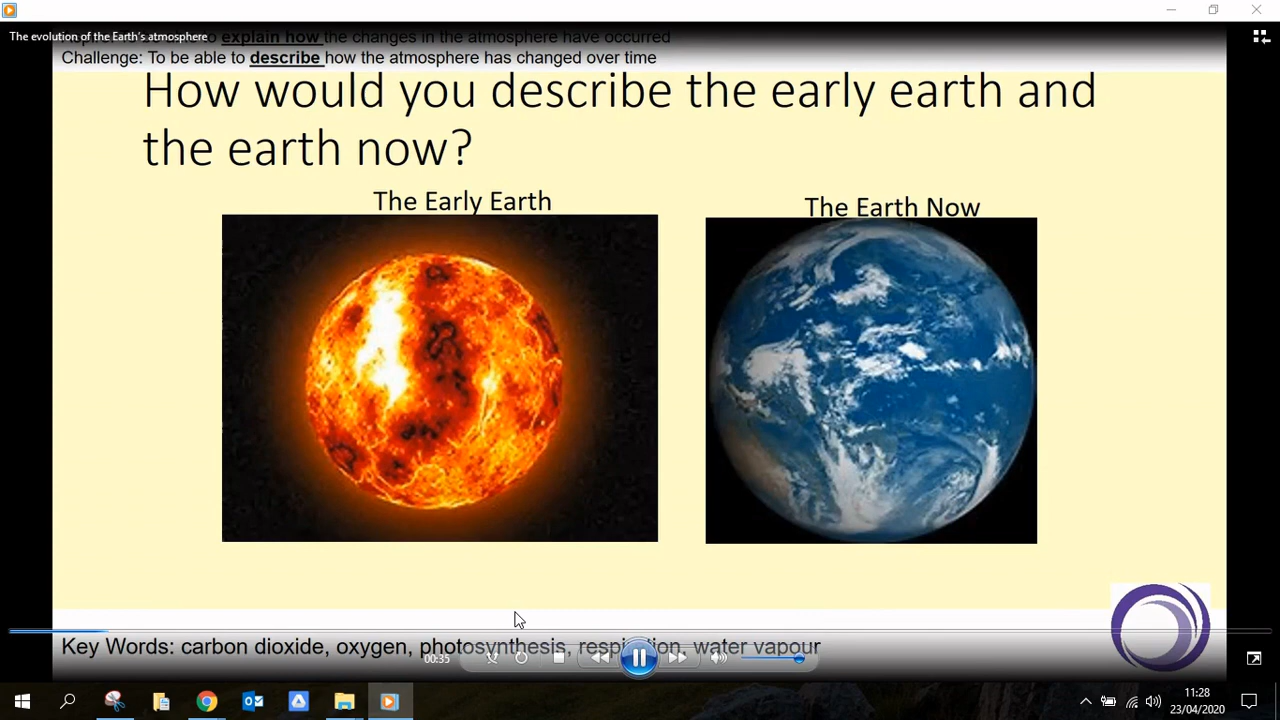 The evolution of the Earth's atmosphere
explain how the changes in the atmosphere have occurred
Challenge: To be able to describe how the atmosphere has changed over time
How would you describe the early earth and
the earth now?
The Early Earth
The Earth Now
Key Words: carbon dioxide, oxygen, photosynthesis, respiration, water vapour
00:35
11:28
23/04/2020